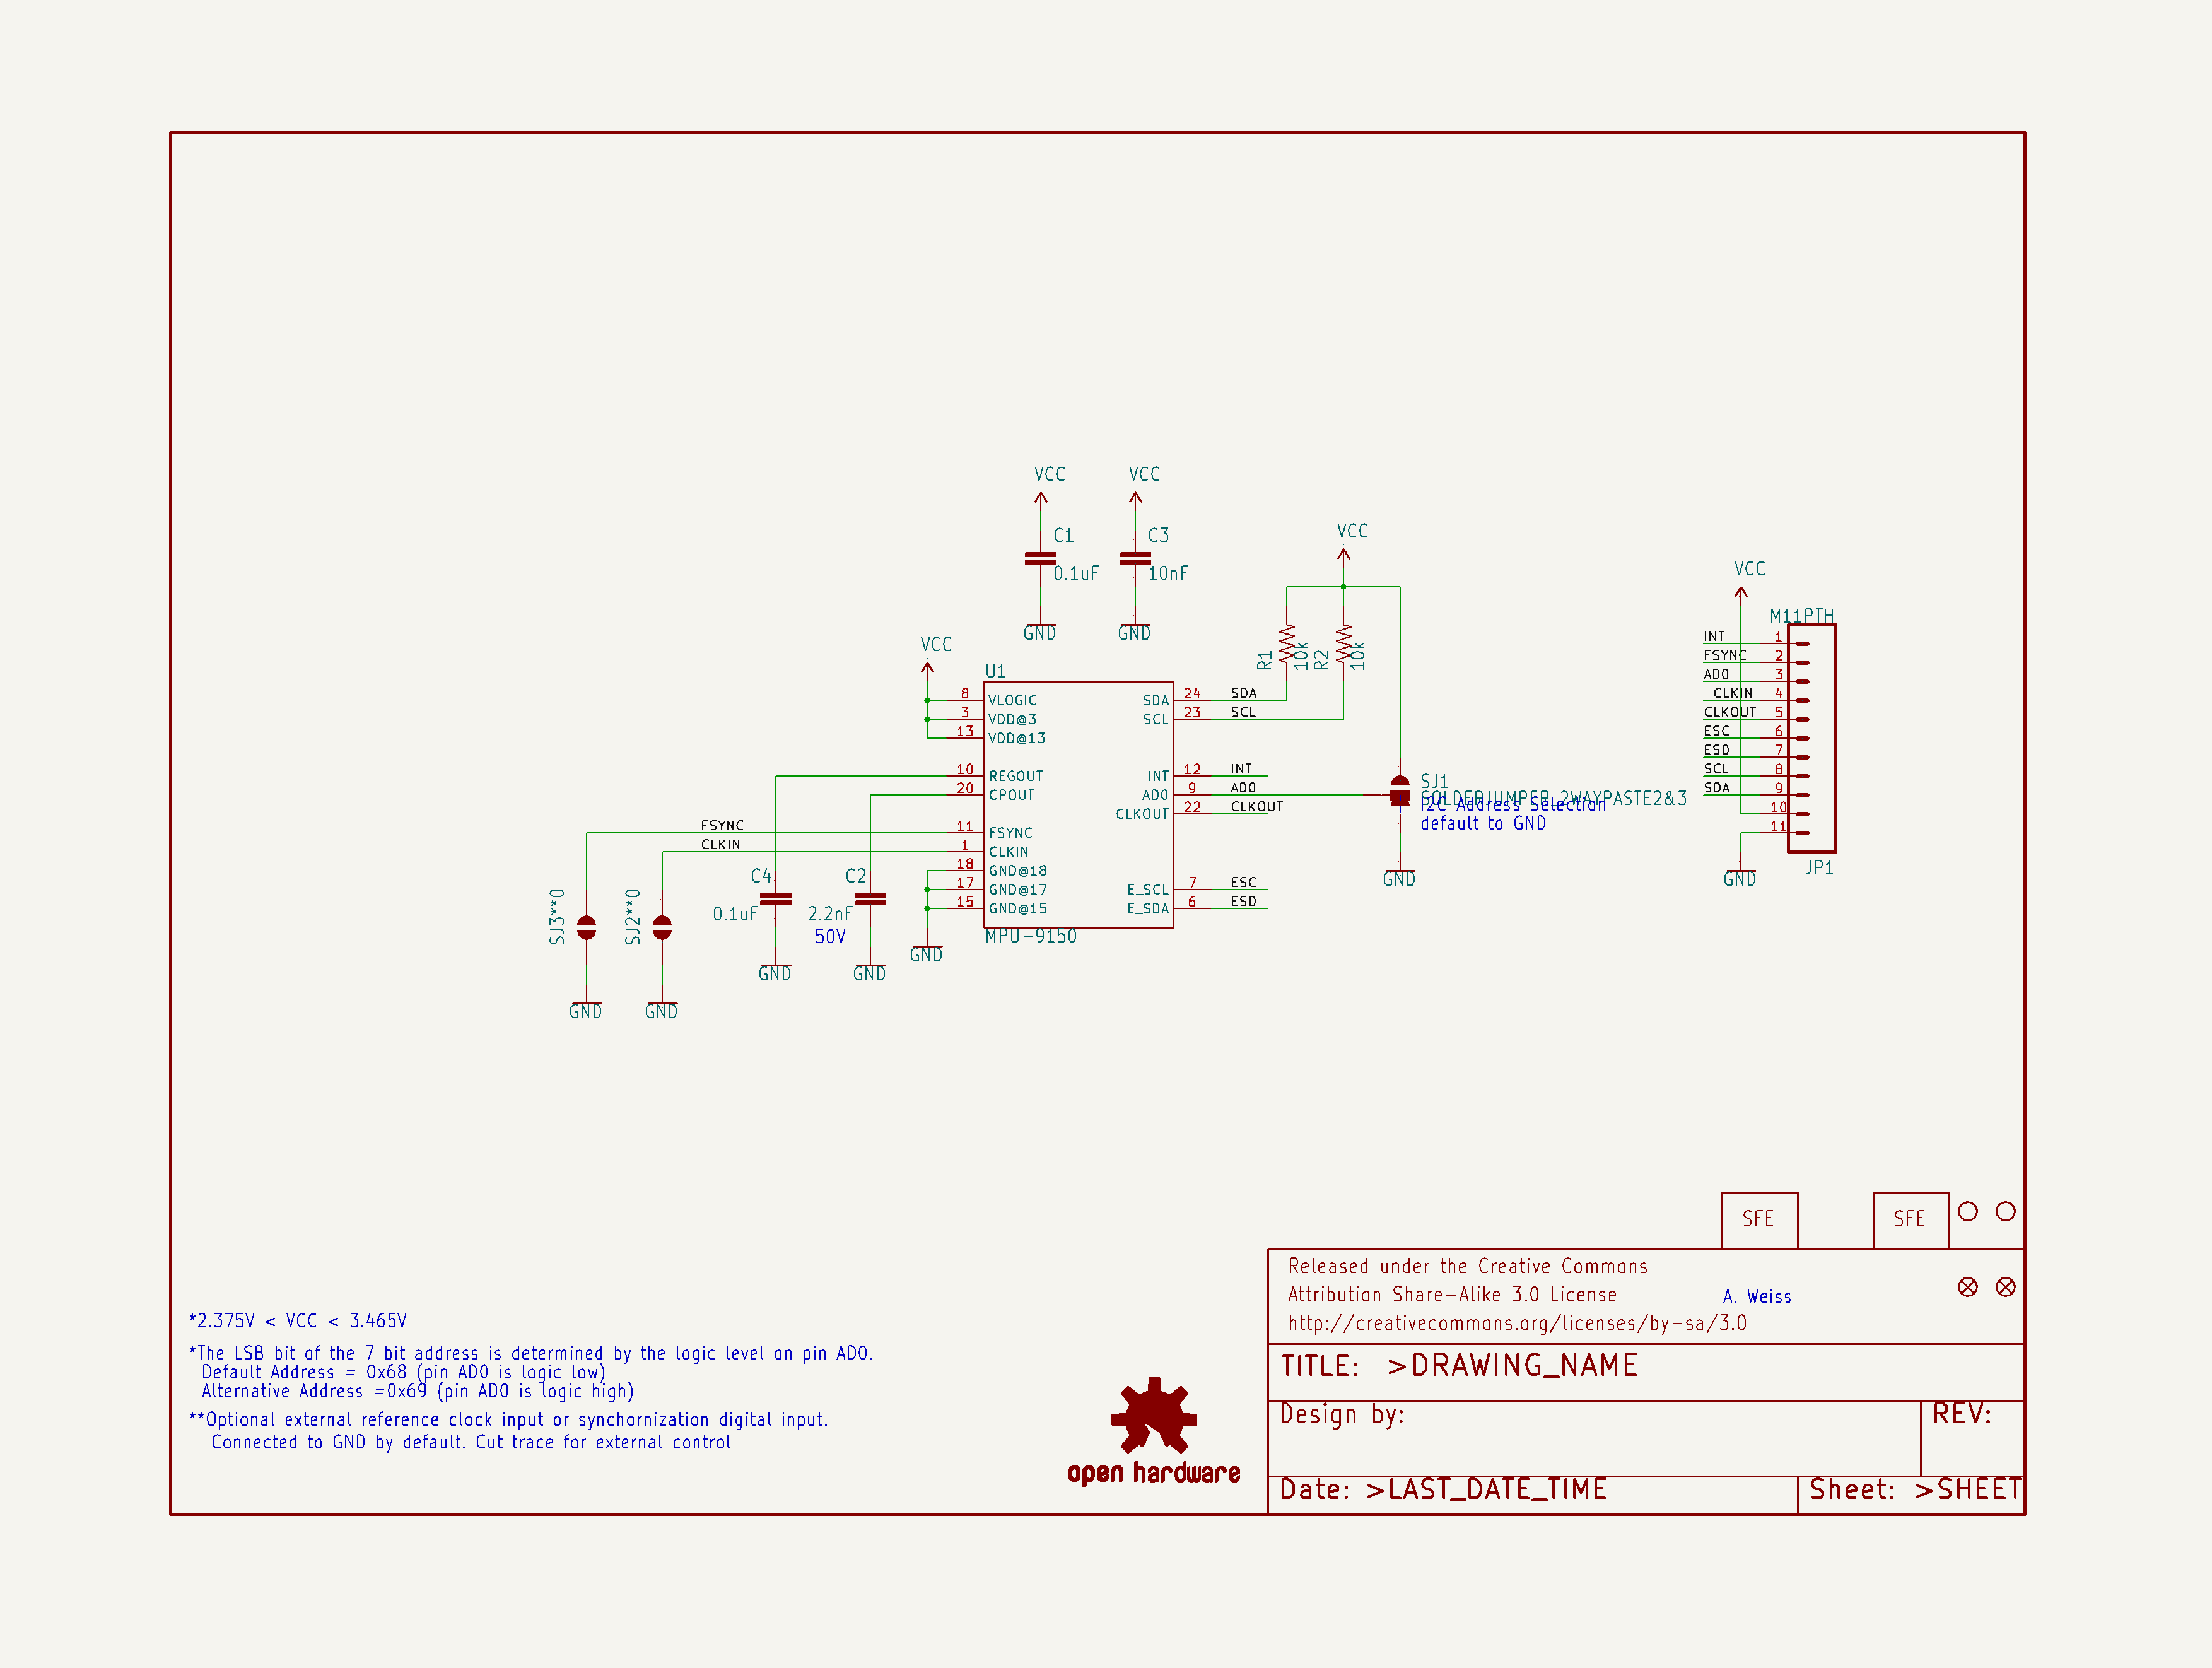 VCC
VCC
C1
0.1uF
GND
C3
10nF
GND
VCC
R1
10k
R2
10k
VCC
M11PTH
INT 1
FSYNC 2
AD0 3
CLKIN 4
CLKOUT 5
ESC 6
ESD 7
SCL 8
SDA 9
10
11
GND
JP1
VCC
U1
8 VLOGIC
3 VDD@3
13 VDD@13
10 REGOUT
20 CPOUT
FSYNC 11 FSYNC
CLKIN 1 CLKIN
18 GND@18
17 GND@17
15 GND@15
SDA 24 SDA
SCL 23 SCL
INT 12 INT
AD0 9 AD0
CLKOUT 22 CLKOUT
E_SCL 7 ESC
E_SDA 6 ESD
MPU-9150
GND
SJ1
SOLDERJUMPER_2WAYPASTE2&3
I2C Address Selection
default to GND
GND
SJ3**0
GND
SJ2**0
GND
C4
0.1uF
GND
C2
2.2nF
50V
GND
SFE
SFE
Released under the Creative Commons
Attribution Share-Alike 3.0 License
http://creativecommons.org/licenses/by-sa/3.0
A. Weiss
TITLE: >DRAWING_NAME
Design by:
REV:
Date: >LAST_DATE_TIME
Sheet: >SHEET
*2.375V < VCC < 3.465V
*The LSB bit of the 7 bit address is determined by the logic level on pin AD0.
Default Address = 0x68 (pin AD0 is logic low)
Alternative Address =0x69 (pin AD0 is logic high)
**Optional external reference clock input or synchornization digital input.
Connected to GND by default. Cut trace for external control
open hardware